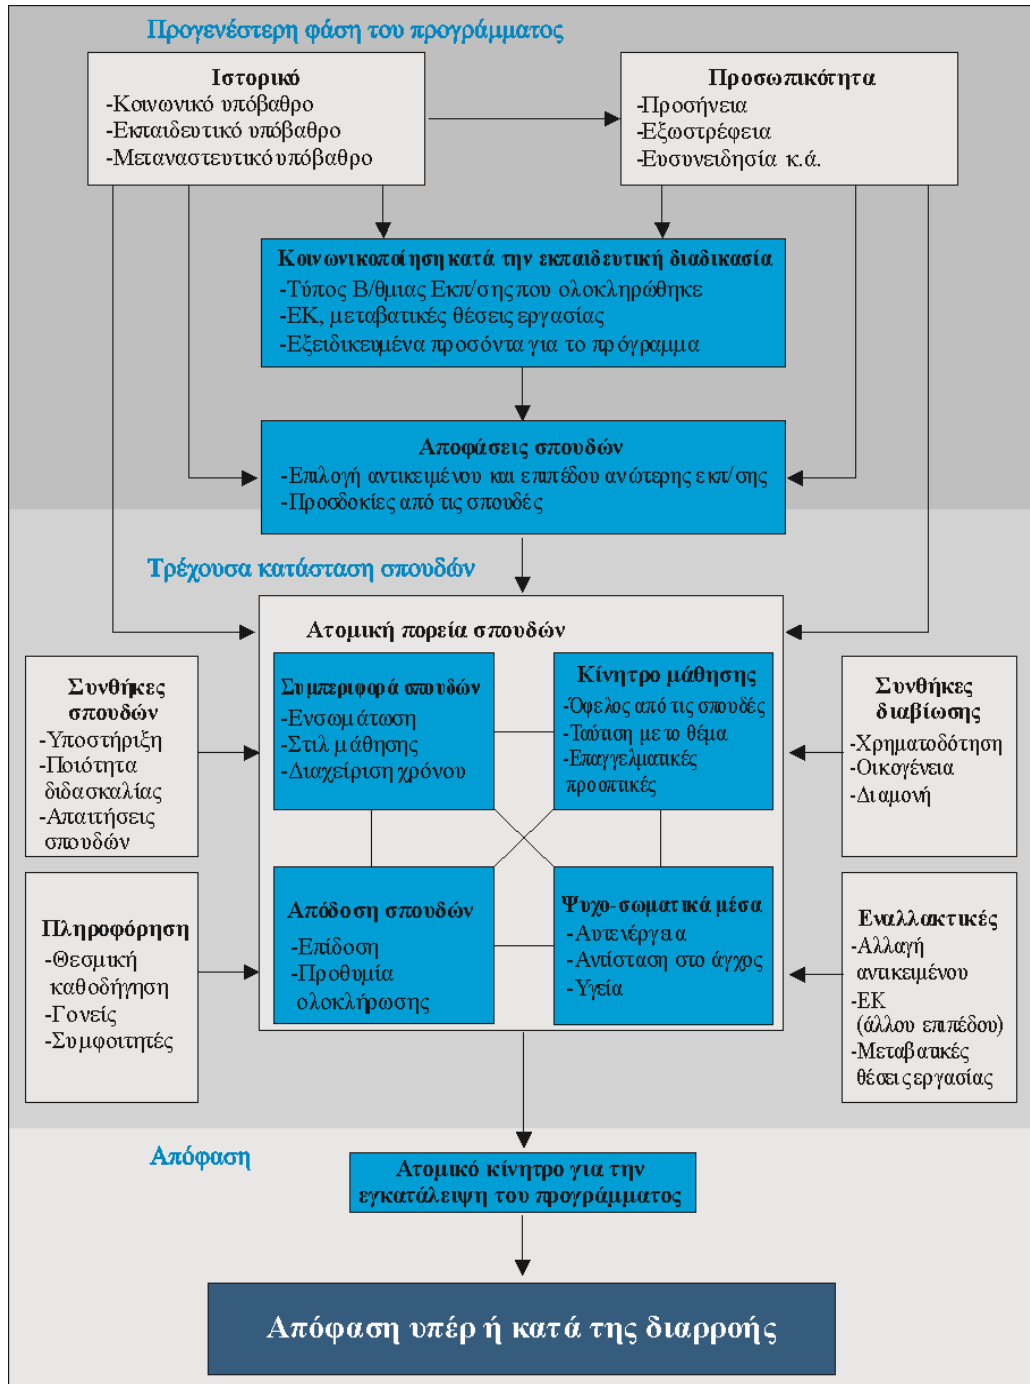 Προγενέστερη φάση του προγράμματος
Ιστορικό
-Κοινωνικό υπόβαθρο
-Εκπαιδευτικό υπόβαθρο
-Μεταναστευτικό υπόβαθρο
Προσωπικότητα
-Προσήνεια
-Εξωστρέφεια
-Ευσυνειδησία κ.ά.
Κοινωνικοποίηση κατά την εκπαιδευτική διαδικασία
-Τύπος Β/θμιας Εκπ/σης που ολοκληρώθηκε
-ΕΚ, μεταβατικές θέσεις εργασίας
-Εξειδικευμένα προσόντα για το πρόγραμμα
Αποφάσεις σπουδών
-Επιλογή αντικειμένου και επιπέδου ανώτερης εκπ/σης
-Προσδοκίες από τις σπουδές
Τρέχουσα κατάσταση σπουδών
Ατομική πορεία σπουδών
Συνθήκες
σπουδών
-Υποστήριξη
-Ποιότητα
διδασκαλίας
-Απαιτήσεις
σπουδών
Συμπεριφορά σπουδών
-Ενσωμάτωση
-Στιλ μάθησης
-Διαχείριση χρόνου
Κίνητρο μάθησης
-Όφελος από τις σπουδές
-Ταύτιση με το θέμα
-Επαγγελματικές
προοπτικές
Συνθήκες
διαβίωσης
-Χρηματοδότηση
-Οικογένεια
-Διαμονή
Πληροφόρηση
-Θεσμική
καθοδήγηση
-Γονείς
-Συμφοιτητές
Απόδοση σπουδών
-Επίδοση
-Προθυμία
ολοκλήρωσης
Ψυχο-σωματικά μέσα
-Αυτενέργεια
-Αντίσταση στο άγχος
-Υγεία
Εναλλακτικές
-Αλλαγή
αντικειμένου
-ΕΚ
(άλλου επιπέδου)
-Μεταβατικές
θέσεις εργασίας
Απόφαση
Ατομικό κίνητρο για την
εγκατάλειψη του προγράμματος
Απόφαση υπέρ ή κατά της διαρροής